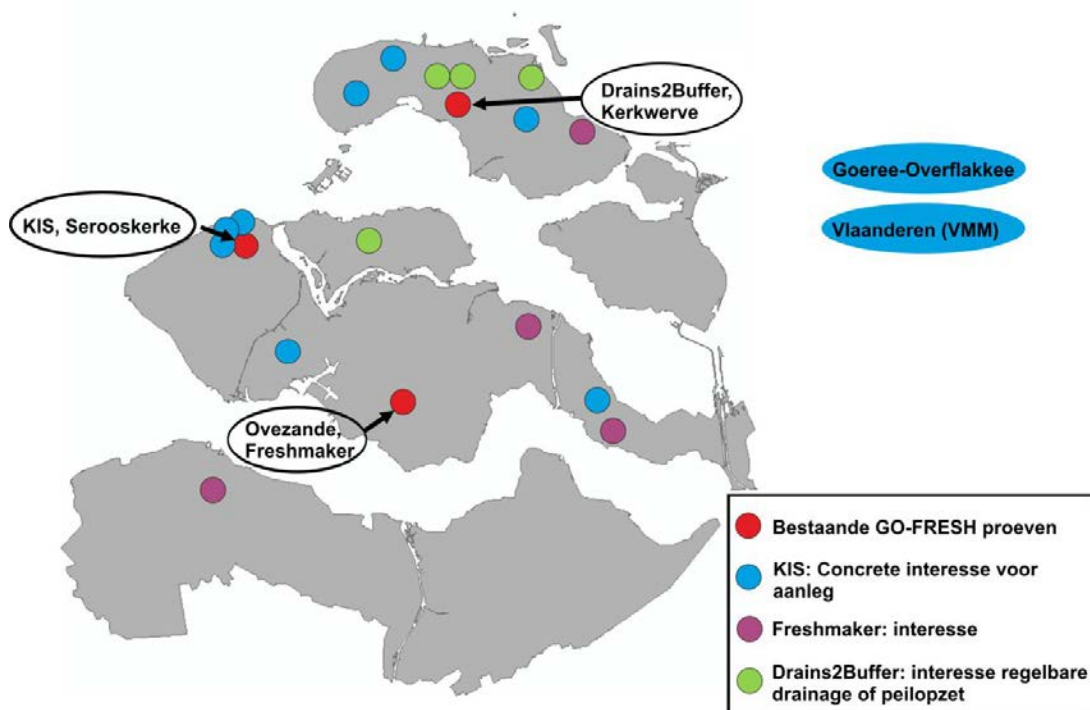 Drains2Buffer,
Kerkwerve
Goeree-Overflakkee
KIS, Serooskerke
Vlaanderen (VMM)
Ovezande,
Freshmaker
Bestaande GO-FRESH proeven
KIS: Concrete interesse voor
aanleg
Freshmaker: interesse
Drains2Buffer: interesse regelbare
drainage of peilopzet